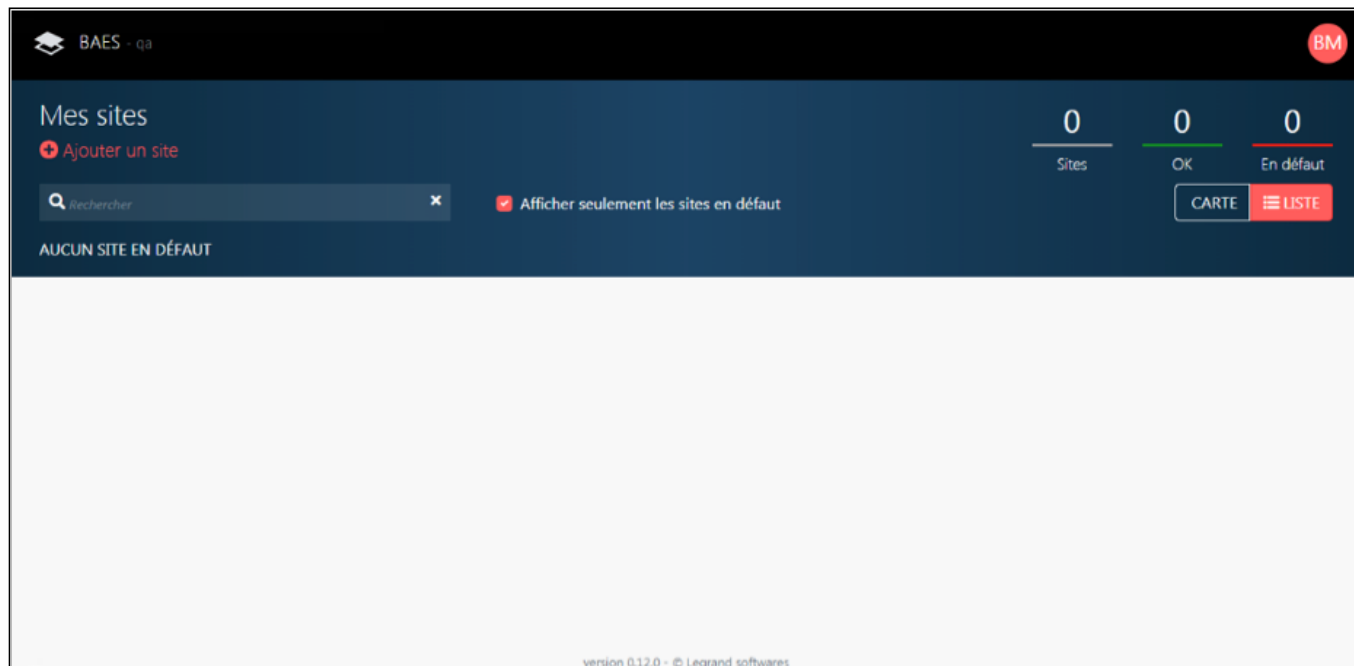 BAES - qa
BM
Mes sites
Ajouter un site
0
0
0
Sites
OK
En défaut
Rechercher
Afficher seulement les sites en défaut
CARTE
LISTE
AUCUN SITE EN DÉFAUT
version 0.12.0 - © Legrand softwares